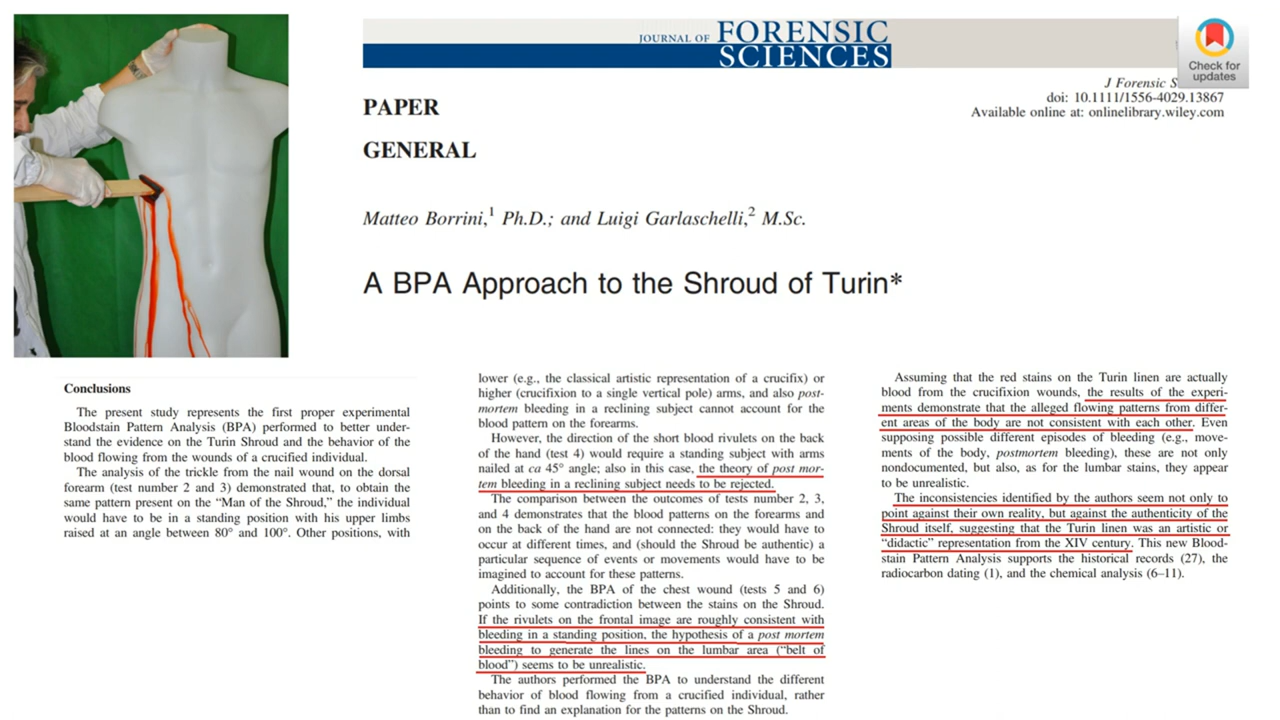 JOURNAL OF FORENSIC
SCIENCES
Check for
updates
PAPER
GENERAL
J Forensic S
doi: 10.1111/1556-4029.13867
Available online at: onlinelibrary.wiley.com
Matteo Borrini,1 Ph.D.; and Luigi Garlaschelli,2 M.Sc.
A BPA Approach to the Shroud of Turin*
Conclusions
The present study represents the first proper experimental
Bloodstain Pattern Analysis (BPA) performed to better under-
stand the evidence on the Turin Shroud and the behavior of the
blood flowing from the wounds of a crucified individual.
The analysis of the trickle from the nail wound on the dorsal
forearm (test number 2 and 3) demonstrated that, to obtain the
same pattern present on the “Man of the Shroud,” the individual
would have to be in a standing position with his upper limbs
raised at an angle between 80° and 100°. Other positions, with
lower (e.g., the classical artistic representation of a crucifix) or
higher (crucifixion to a single vertical pole) arms, and also post-
mortem bleeding in a reclining subject cannot account for the
blood pattern on the forearms.
However, the direction of the short blood rivulets on the back
of the hand (test 4) would require a standing subject with arms
nailed at ca 45° angle; also in this case, the theory of post mor-
tem bleeding in a reclining subject needs to be rejected.
The comparison between the outcomes of tests number 2, 3,
and 4 demonstrates that the blood patterns on the forearms and
on the back of the hand are not connected: they would have to
occur at different times, and (should the Shroud be authentic) a
particular sequence of events or movements would have to be
imagined to account for these patterns.
Additionally, the BPA of the chest wound (tests 5 and 6)
points to some contradiction between the stains on the Shroud.
If the rivulets on the frontal image are roughly consistent with
bleeding in a standing position, the hypothesis of a post mortem
bleeding to generate the lines on the lumbar area (“belt of
blood”) seems to be unrealistic.
The authors performed the BPA to understand the different
behavior of blood flowing from a crucified individual, rather
than to find an explanation for the patterns on the Shroud.
Assuming that the red stains on the Turin linen are actually
blood from the crucifixion wounds, the results of the experi-
ments demonstrate that the alleged flowing patterns from differ-
ent areas of the body are not consistent with each other. Even
supposing possible different episodes of bleeding (e.g., move-
ments of the body, postmortem bleeding), these are not only
nondocumented, but also, as for the lumbar stains, they appear
to be unrealistic.
The inconsistencies identified by the authors seem not only to
point against their own reality, but against the authenticity of the
Shroud itself, suggesting that the Turin linen was an artistic or
“didactic” representation from the XIV century. This new Blood-
stain Pattern Analysis supports the historical records (27), the
radiocarbon dating (1), and the chemical analysis (6–11).